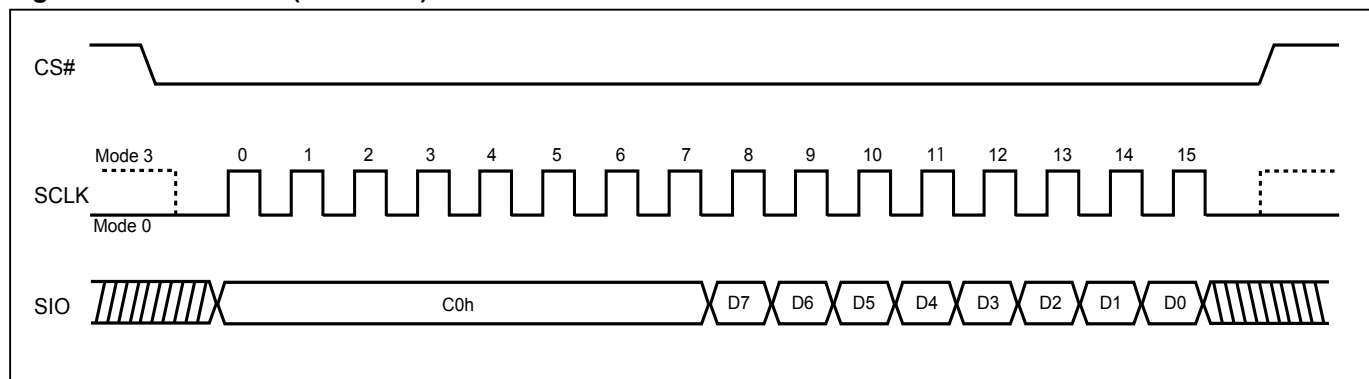 CS#
Mode 3 0 1 2 3 4 5 6 7 8 9 10 11 12 13 14 15
SCLK
Mode 0
SIO C0h D7 D6 D5 D4 D3 D2 D1 D0